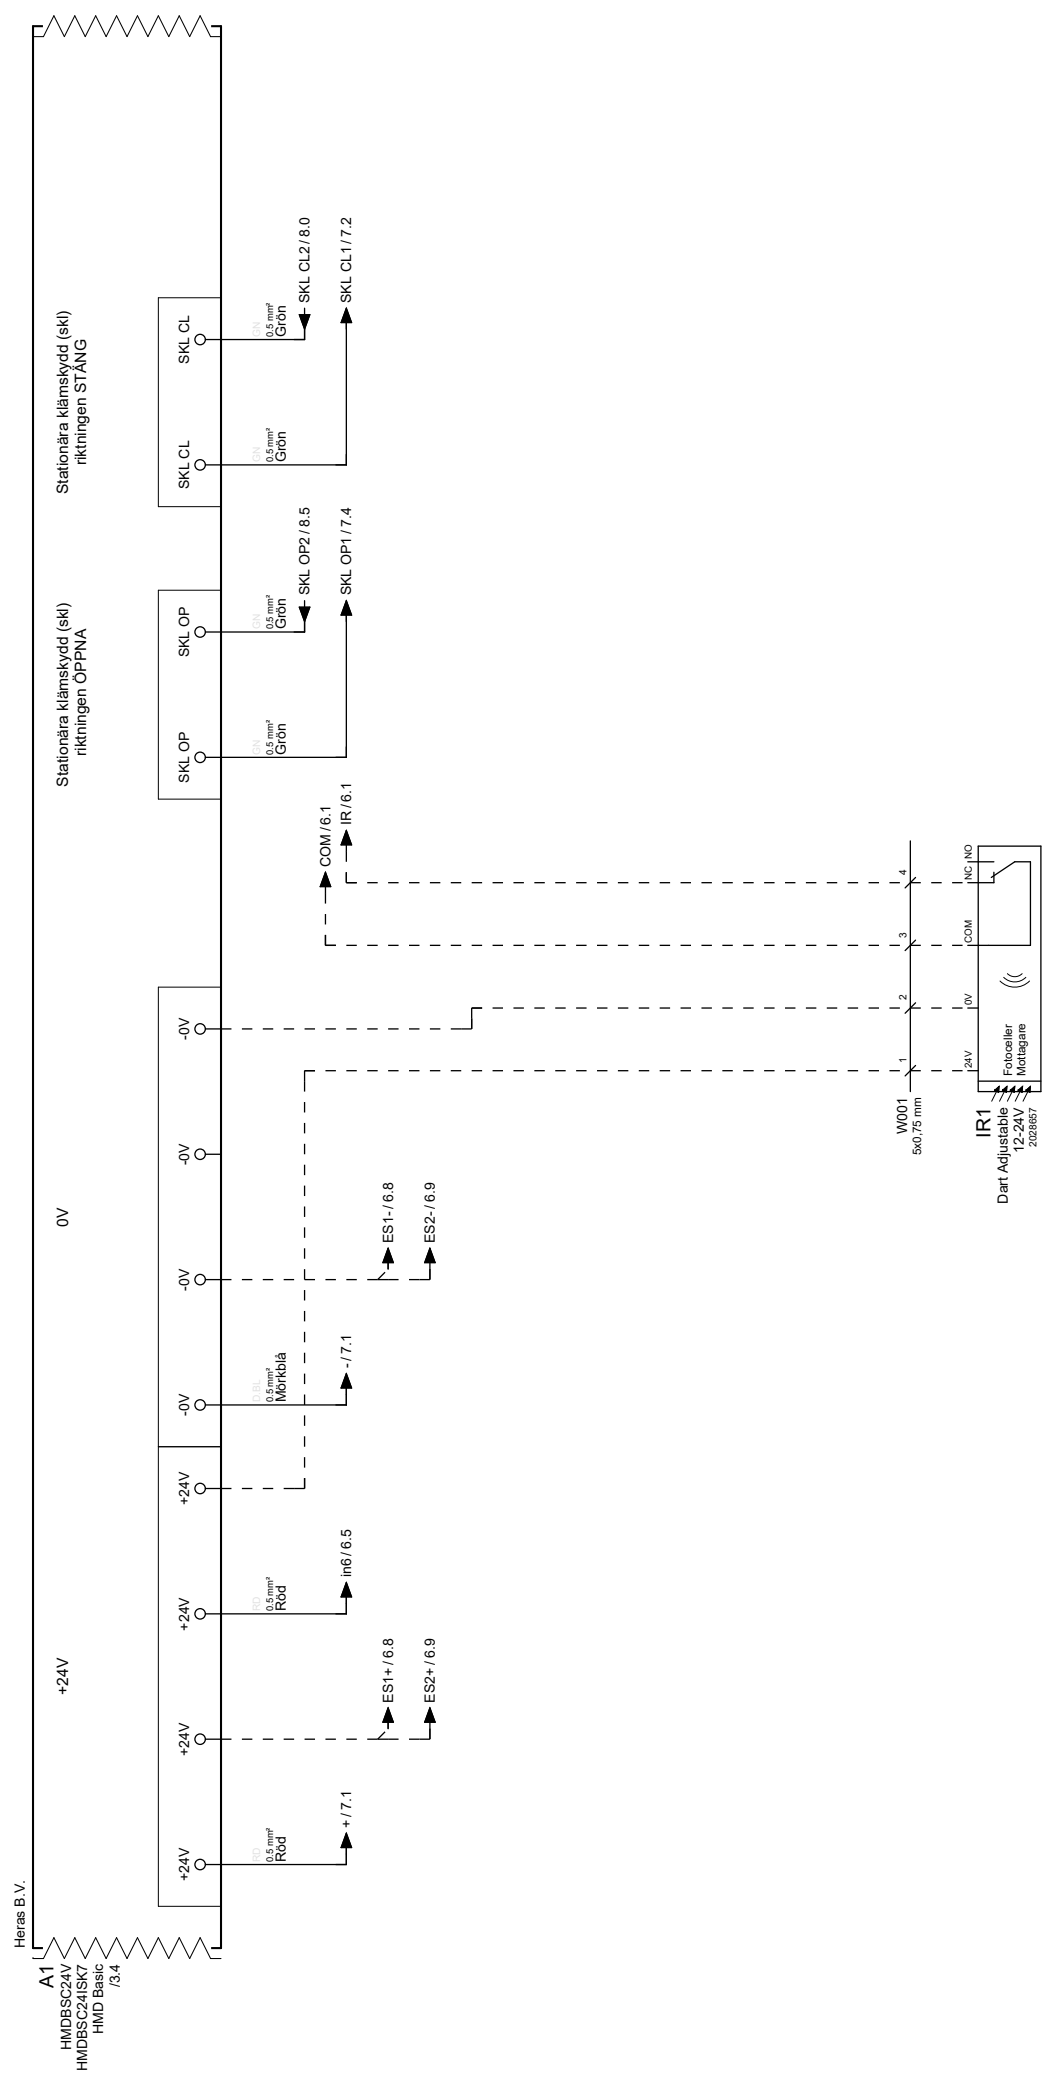 Heras B.V.
A1
HMDBSC24V
HMDBSC24ISK7
HMD Basic
/3.4
+24V
0V
Stationära klämskydd (skl)
riktningen ÖPPNA
Stationära klämskydd (skl)
riktningen STÄNG
+24V
+24V
+24V
+24V
-0V
-0V
-0V
-0V
SKL OP
SKL OP
SKL CL
SKL CL
RD
0.5 mm²
Röd
RD
0.5 mm²
Röd
D.BL
0.5 mm²
Mörkblå
GN
0.5 mm²
Grön
GN
0.5 mm²
Grön
GN
0.5 mm²
Grön
GN
0.5 mm²
Grön
+ / 7.1
ES1+ / 6.8
ES2+ / 6.9
in6 / 6.5
- / 7.1
ES1- / 6.8
ES2- / 6.9
COM / 6.1
IR / 6.1
SKL OP2 / 8.5
SKL OP1 / 7.4
SKL CL2 / 8.0
SKL CL1 / 7.2
W001
5x0,75 mm
1
2
3
4
24V
0V
COM
NC
NO
IR1
Dart Adjustable
12-24V
2028657
Fotoceller
Mottagare